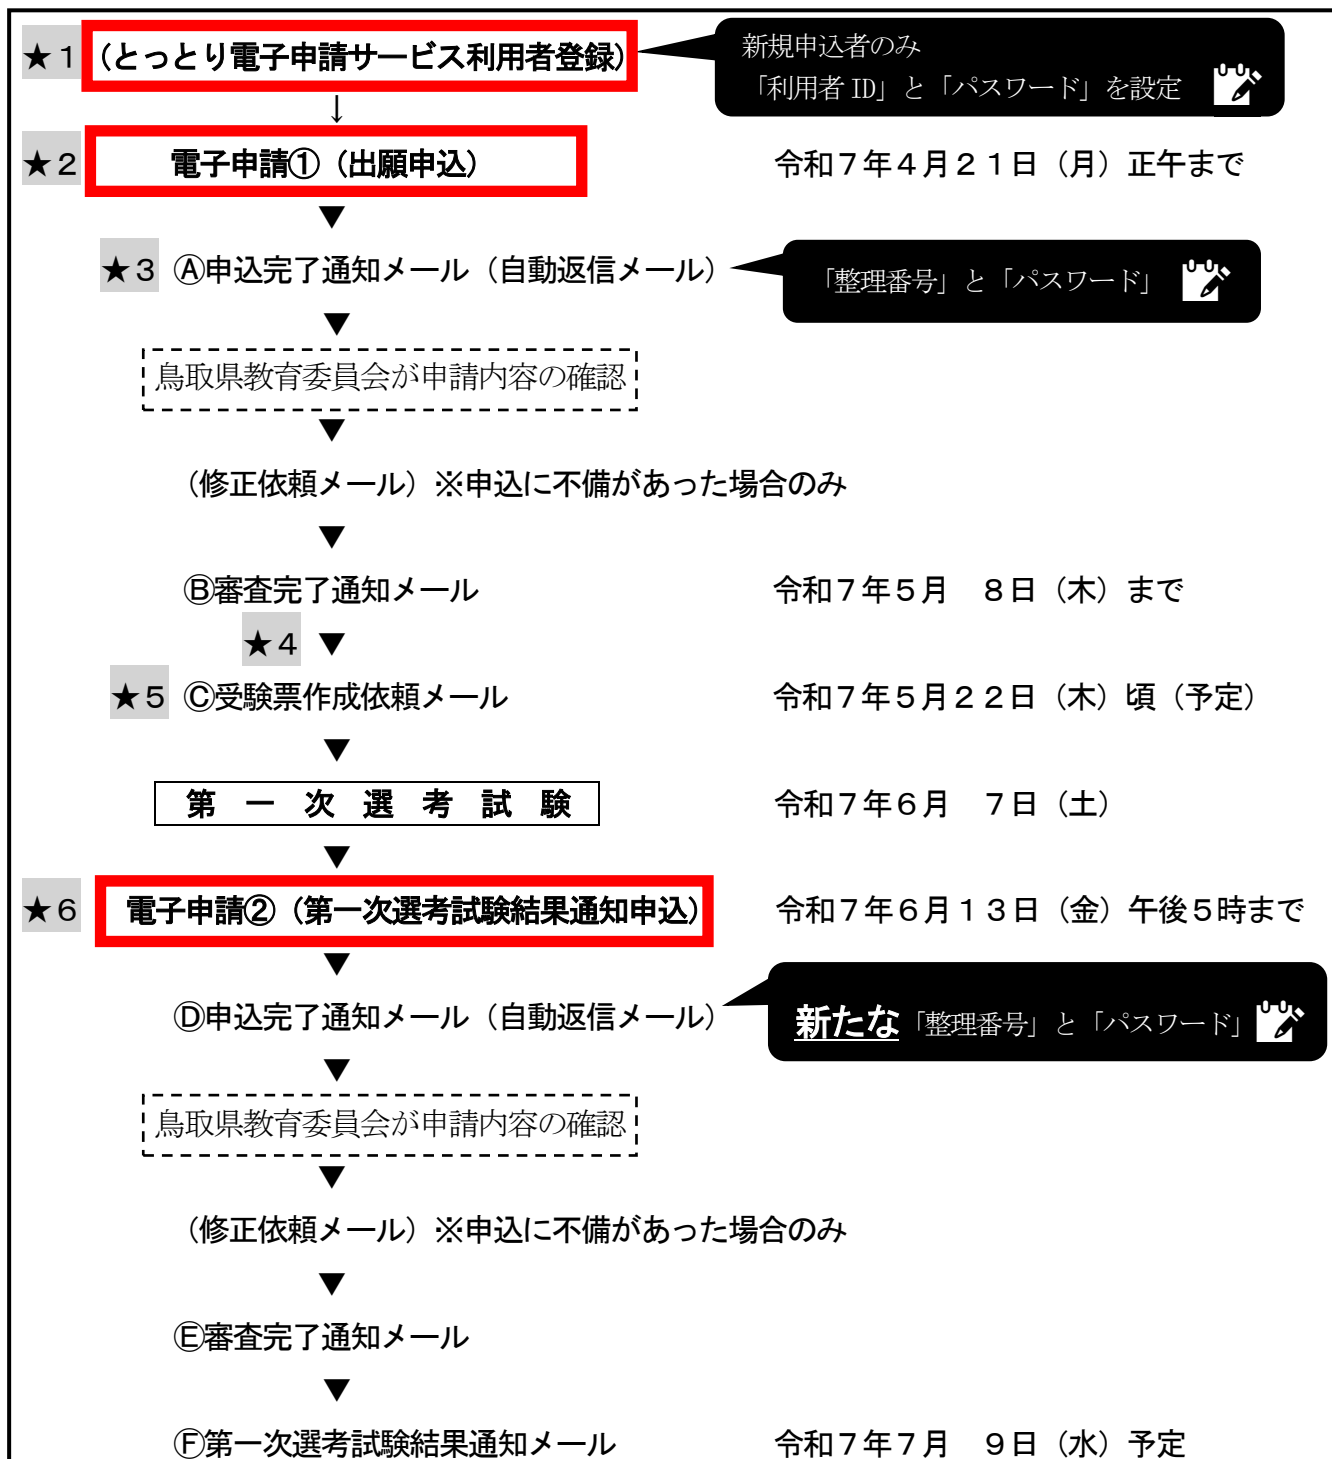 ★１（とっとり電子申請サービス利用者登録）
新規申込者のみ
「利用者 ID」と「パスワード」を設定
↓
★２ 電子申請①（出願申込） 令和７年４月２１日（月）正午まで
▼
★３ Ⓐ申込完了通知メール（自動返信メール） 「整理番号」と「パスワード」
▼
鳥取県教育委員会が申請内容の確認
▼
（修正依頼メール）※申込に不備があった場合のみ
▼
Ⓑ審査完了通知メール 令和７年５月　８日（木）まで
★４ ▼
★５ Ⓒ受験票作成依頼メール 令和７年５月２２日（木）頃（予定）
▼
第　一　次　選　考　試　験 令和７年６月　７日（土）
▼
★６ 電子申請②（第一次選考試験結果通知申込） 令和７年６月１３日（金）午後５時まで
▼
Ⓓ申込完了通知メール（自動返信メール） 新たな「整理番号」と「パスワード」
▼
鳥取県教育委員会が申請内容の確認
▼
（修正依頼メール）※申込に不備があった場合のみ
▼
Ⓔ審査完了通知メール
▼
Ⓕ第一次選考試験結果通知メール 令和７年７月　９日（水）予定